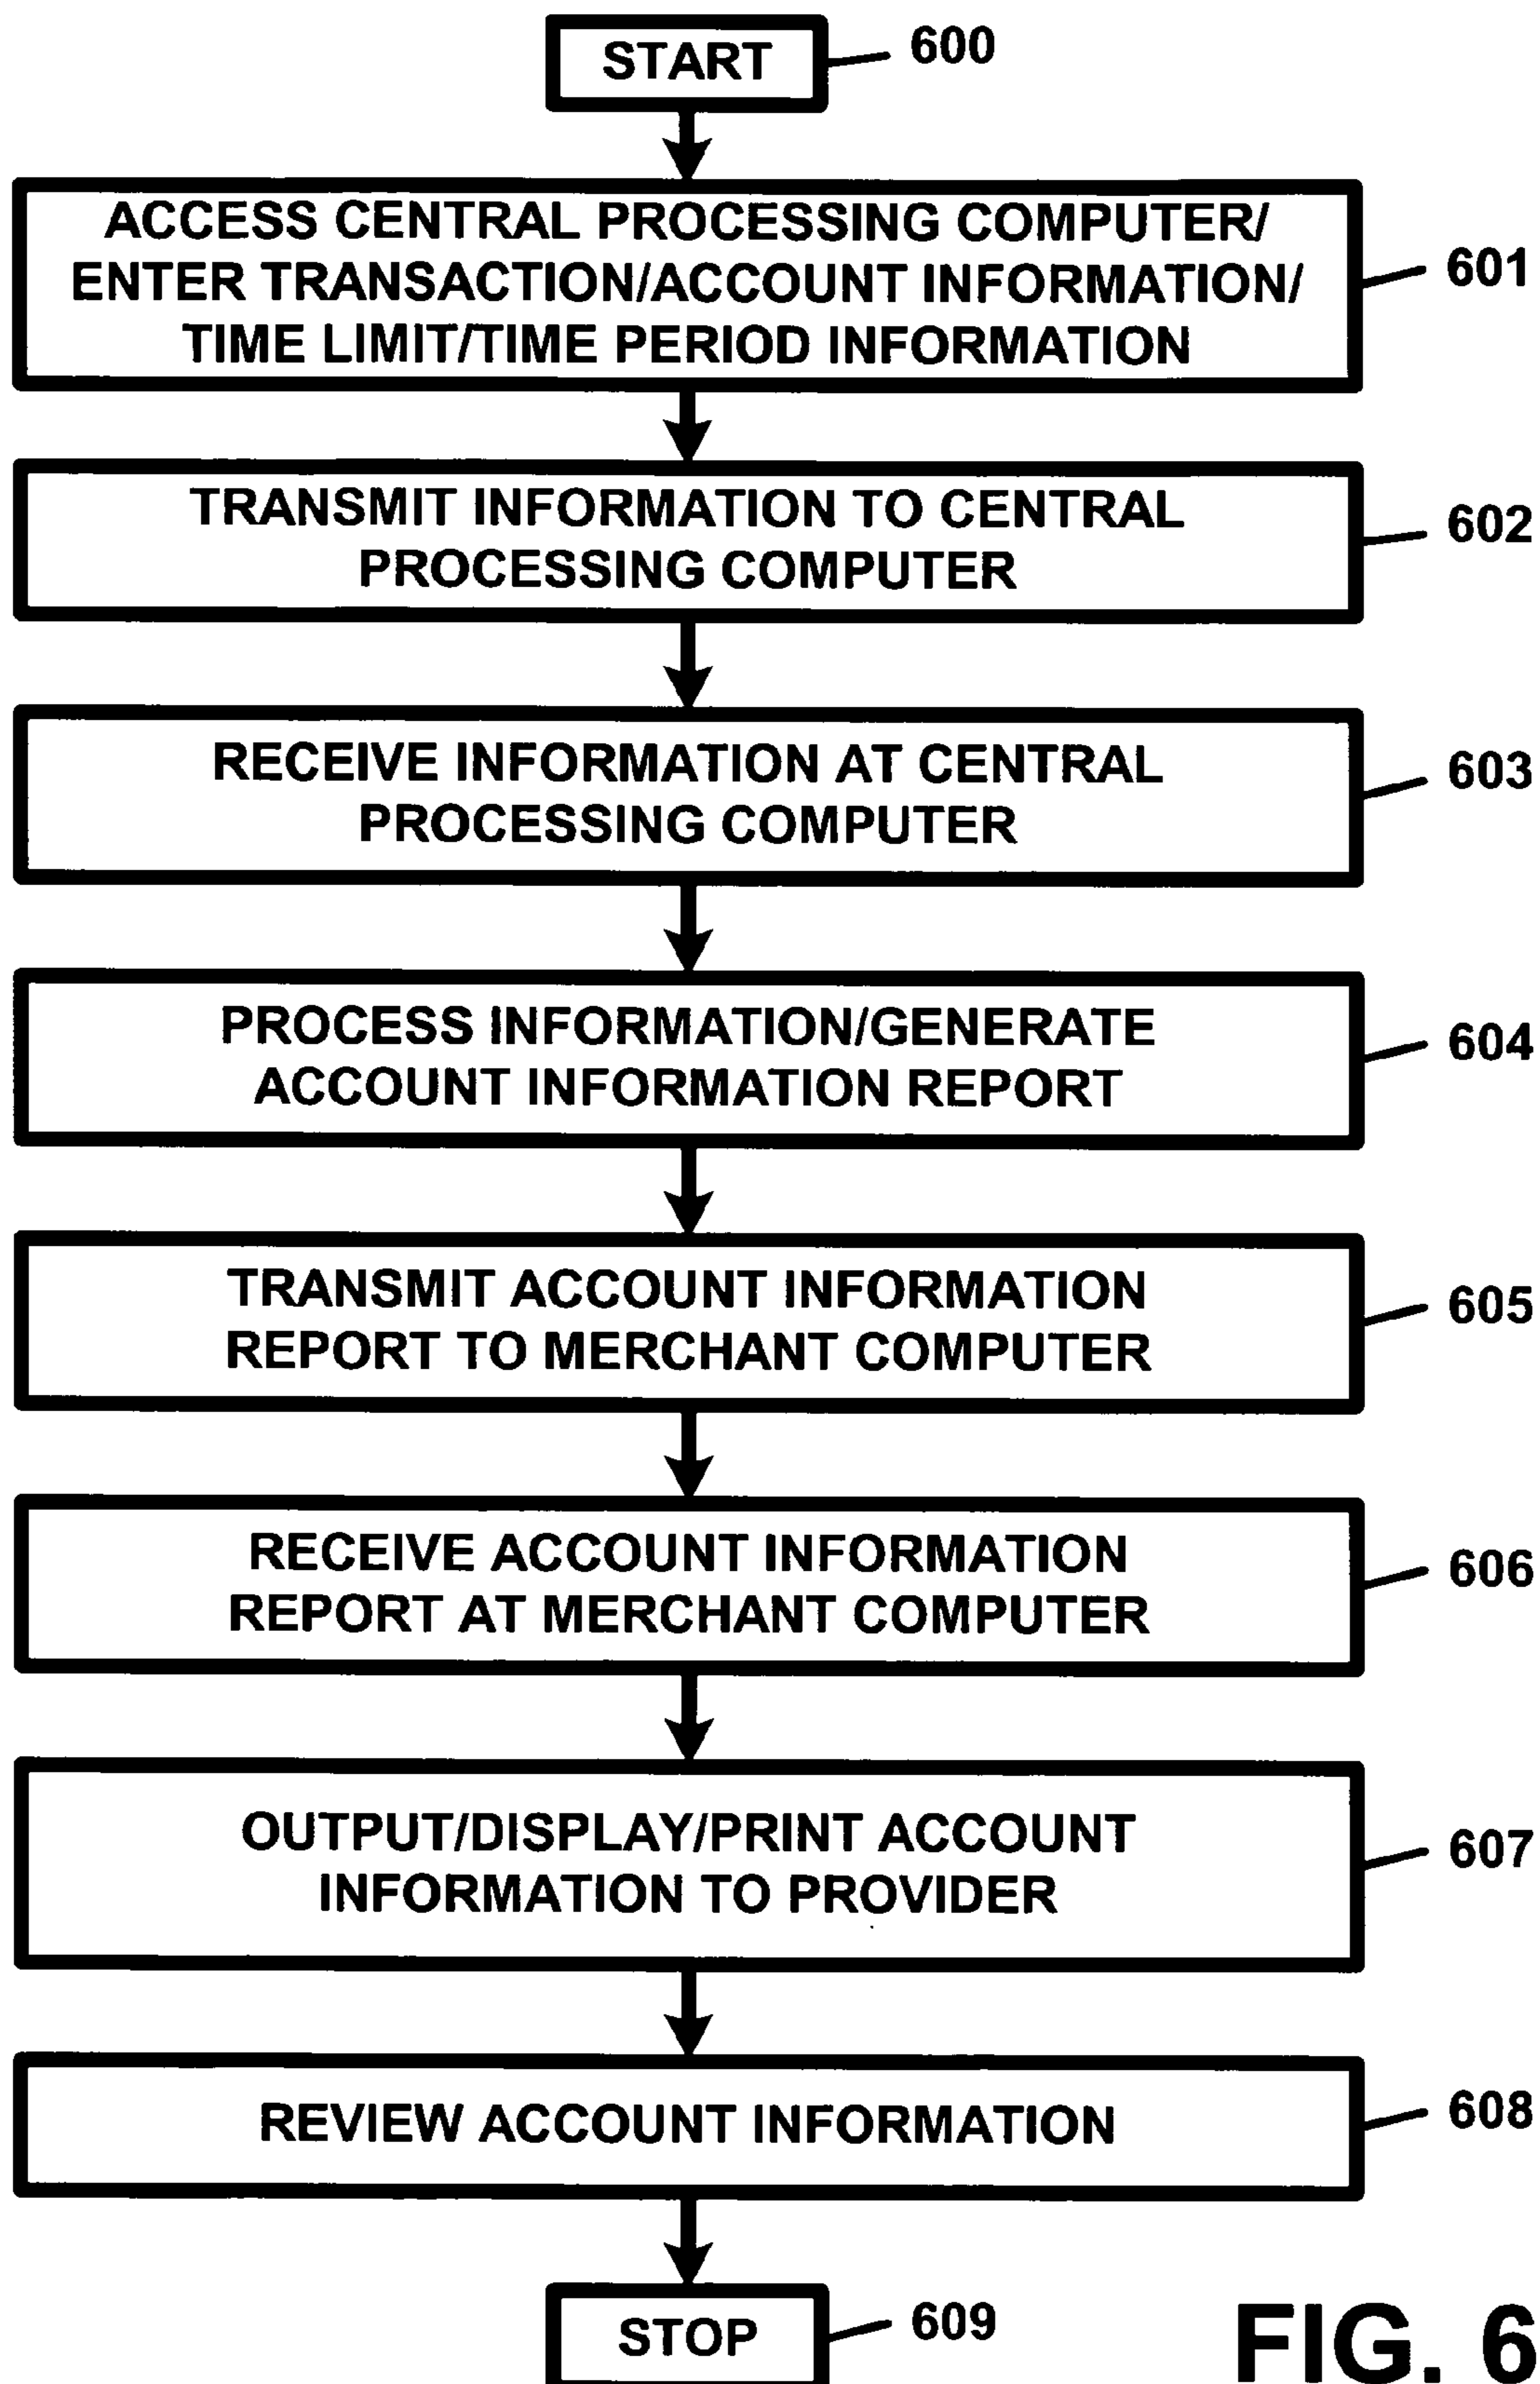 START
600
ACCESS CENTRAL PROCESSING COMPUTER/
ENTER TRANSACTION/ACCOUNT INFORMATION/
TIME LIMIT/TIME PERIOD INFORMATION
601
TRANSMIT INFORMATION TO CENTRAL
PROCESSING COMPUTER
602
RECEIVE INFORMATION AT CENTRAL
PROCESSING COMPUTER
603
PROCESS INFORMATION/GENERATE
ACCOUNT INFORMATION REPORT
604
TRANSMIT ACCOUNT INFORMATION
REPORT TO MERCHANT COMPUTER
605
RECEIVE ACCOUNT INFORMATION
REPORT AT MERCHANT COMPUTER
606
OUTPUT/DISPLAY/PRINT ACCOUNT
INFORMATION TO PROVIDER
607
REVIEW ACCOUNT INFORMATION
608
STOP
609
FIG. 6